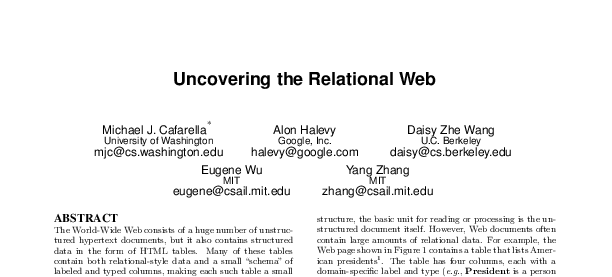 Uncovering the Relational Web
Michael J. Cafarella*
University of Washington
mjc@cs.washington.edu
Alon Halevy
Google, Inc.
halevy@google.com
Daisy Zhe Wang
U.C. Berkeley
daisy@cs.berkeley.edu
Eugene Wu
MIT
eugene@csail.mit.edu
Yang Zhang
MIT
zhang@csail.mit.edu
ABSTRACT
The World-Wide Web consists of a huge number of unstruc-
tured hypertext documents, but it also contains structured
data in the form of HTML tables. Many of these tables
contain both relational-style data and a small “schema” of
labeled and typed columns, making each such table a small
structure, the basic unit for reading or processing is the un-
structured document itself. However, Web documents often
contain large amounts of relational data. For example, the
Web page shown in Figure 1 contains a table that lists Amer-
ican presidents¹. The table has four columns, each with a
domain-specific label and type (e.g., President is a person